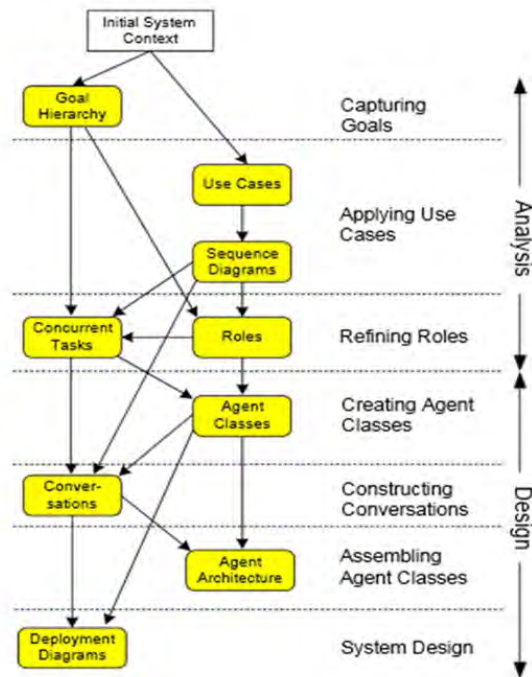 Initial System
Context
Goal
Hierarchy
Capturing
Goals
Use Cases
Applying Use
Cases
Sequence
Diagrams
Analysis
Concurrent
Tasks
Roles
Refining Roles
Agent
Classes
Creating Agent
Classes
Conver-
sations
Constructing
Conversations
Design
Agent
Architecture
Assembling
Agent Classes
Deployment
Diagrams
System Design